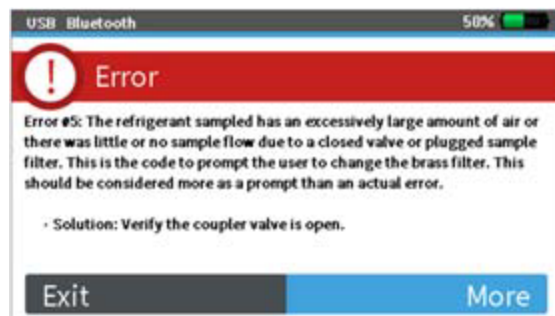 USB Bluetooth 50%
! Error
Error #5: The refrigerant sampled has an excessively large amount of air or
there was little or no sample flow due to a closed valve or plugged sample
filter. This is the code to prompt the user to change the brass filter. This
should be considered more as a prompt than an actual error.
· Solution: Verify the coupler valve is open.
Exit More